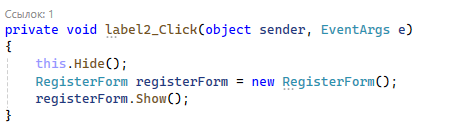 Ссылок: 1
private void label2_Click(object sender, EventArgs e)
{
    this.Hide();
    RegisterForm registerForm = new RegisterForm();
    registerForm.Show();
}